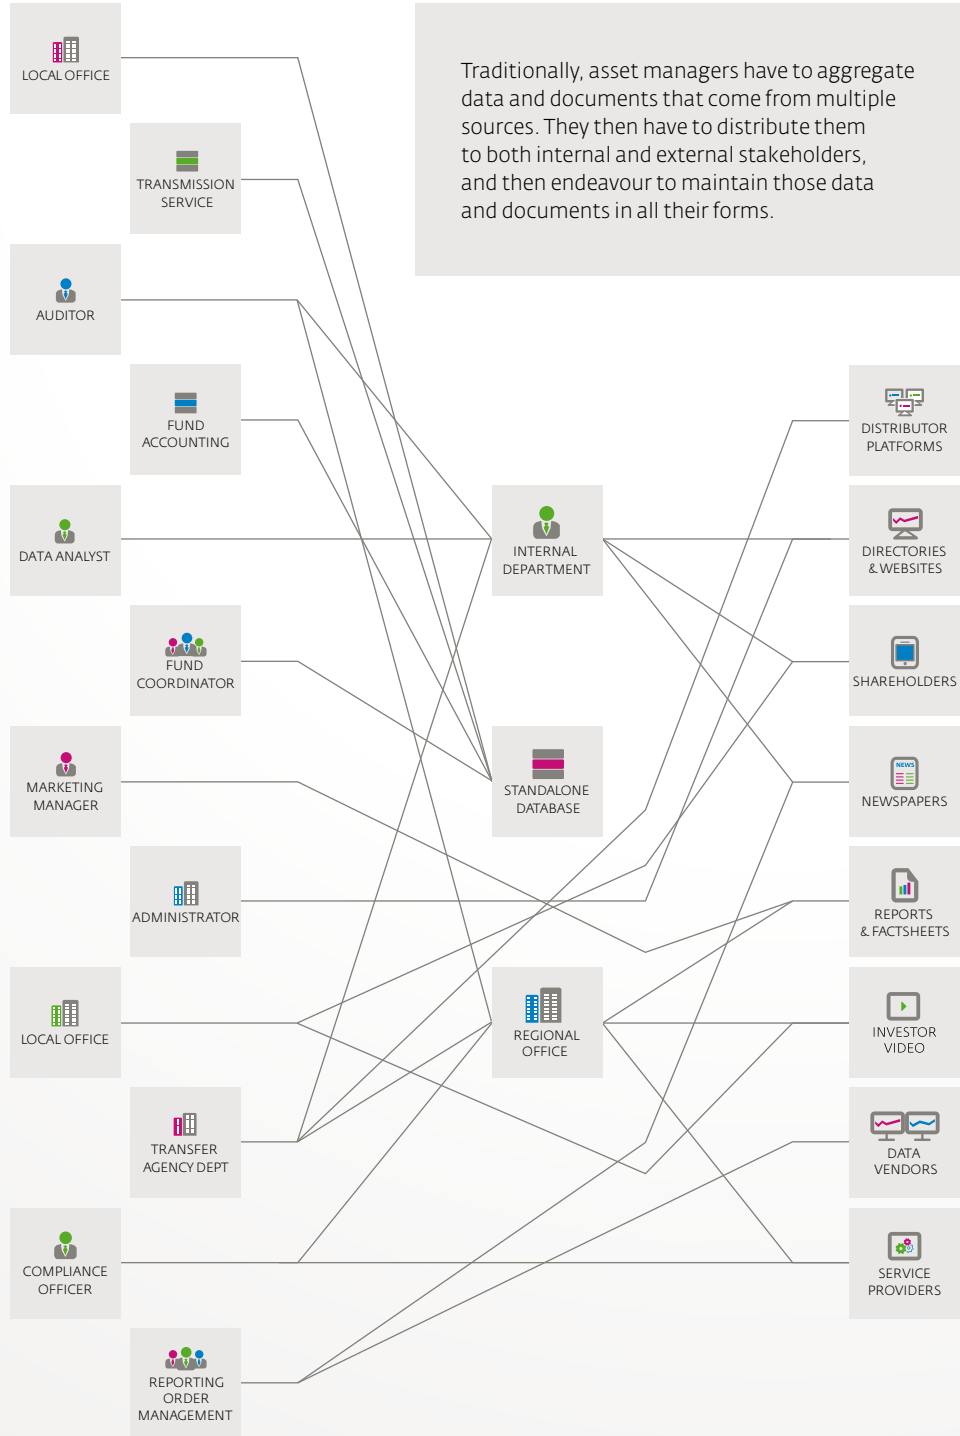 Traditionally, asset managers have to aggregate
data and documents that come from multiple
sources. They then have to distribute them
to both internal and external stakeholders,
and then endeavour to maintain those data
and documents in all their forms.
LOCAL OFFICE
TRANSMISSION
SERVICE
AUDITOR
FUND
ACCOUNTING
DATA ANALYST
FUND
COORDINATOR
MARKETING
MANAGER
ADMINISTRATOR
LOCAL OFFICE
TRANSFER
AGENCY DEPT
COMPLIANCE
OFFICER
REPORTING
ORDER
MANAGEMENT
INTERNAL
DEPARTMENT
STANDALONE
DATABASE
REGIONAL
OFFICE
DISTRIBUTOR
PLATFORMS
DIRECTORIES
& WEBSITES
SHAREHOLDERS
NEWS
NEWSPAPERS
REPORTS
& FACTSHEETS
INVESTOR
VIDEO
DATA
VENDORS
SERVICE
PROVIDERS